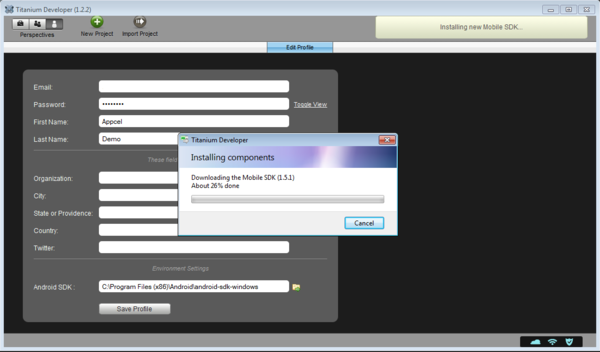 Titanium Developer (1.2.2)
Perspectives
New Project
Import Project
Installing new Mobile SDK...
Edit Profile
Email:
Password:
••••••••
Toggle View
First Name:
Appcel
Last Name:
Demo
These field
Organization:
City:
State or Providence:
Country:
Twitter:
Environment Settings
Android SDK :
C:\Program Files (x86)\Android\android-sdk-windows
Save Profile
Titanium Developer
Installing components
Downloading the Mobile SDK (1.5.1)
About 26% done
Cancel